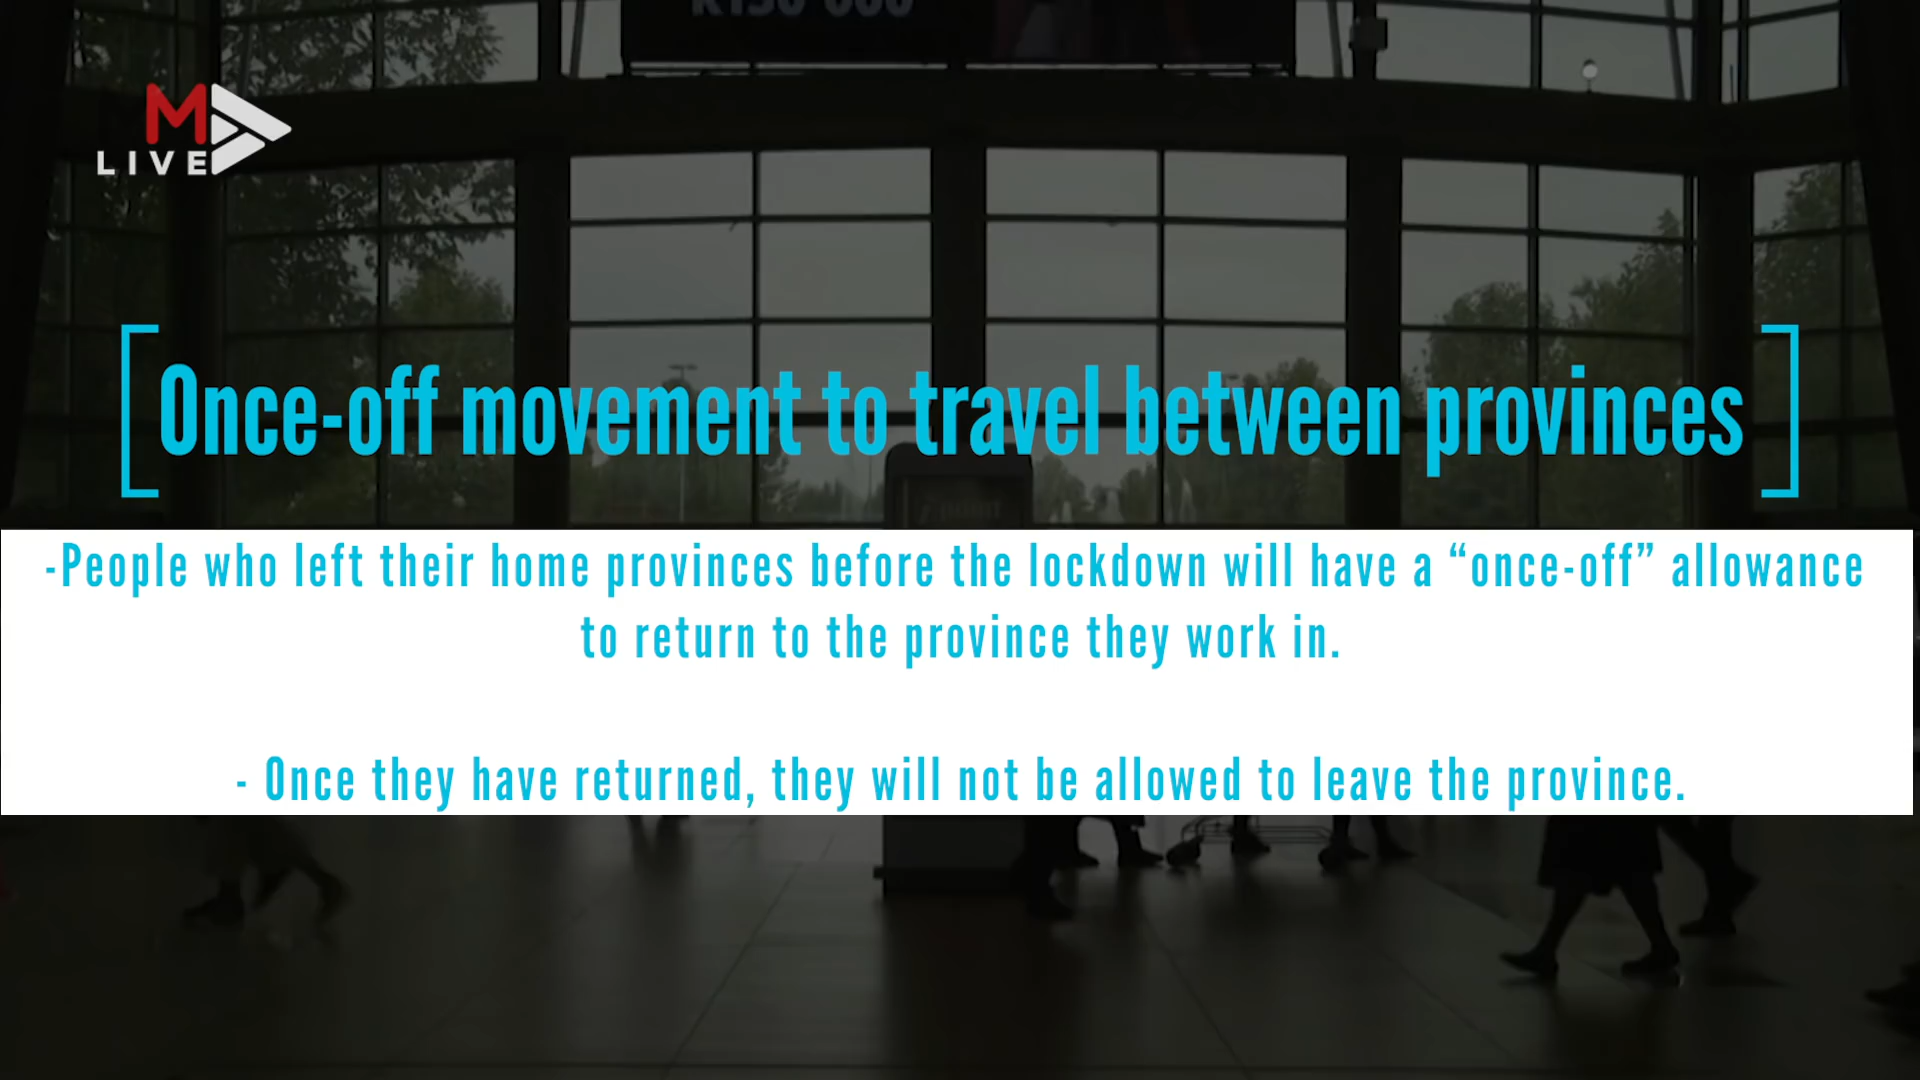 R150 000
M
LIVE
Once-off movement to travel between provinces
-People who left their home provinces before the lockdown will have a “once-off” allowance
to return to the province they work in.
- Once they have returned, they will not be allowed to leave the province.